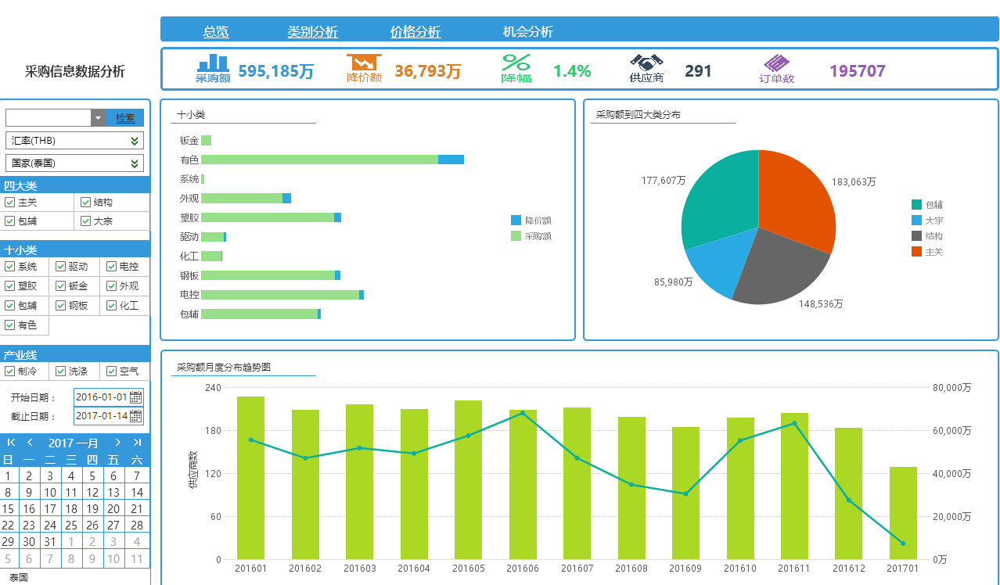 总览 类别分析 价格分析 机会分析
采购信息数据分析
采购额 595,185万 降价额 36,793万 降幅 1.4% 供应商 291 订单数 195707
检索
汇率(THB)
国家(泰国)
四大类
主关 结构
包辅 大宗
十小类
系统 驱动 电控
塑胶 钣金 外观
包辅 钢板 化工
有色
产业线
制冷 洗涤 空气
开始日期： 2016-01-01
截止日期： 2017-01-14
2017 一月
日 一 二 三 四 五 六
1 2 3 4 5 6 7
8 9 10 11 12 13 14
15 16 17 18 19 20 21
22 23 24 25 26 27 28
29 30 31 1 2 3 4
5 6 7 8 9 10 11
泰国
十小类
钣金
有色
系统
外观
塑胶
驱动
化工
钢板
电控
包辅
降价额
采购额
采购额到四大类分布
177,607万
183,063万
85,980万
148,536万
包辅
大宗
结构
主关
采购额月度分布趋势图
供应商数
240
180
120
60
0
80,000万
60,000万
40,000万
20,000万
0万
201601 201602 201603 201604 201605 201606 201607 201608 201609 201610 201611 201612 201701